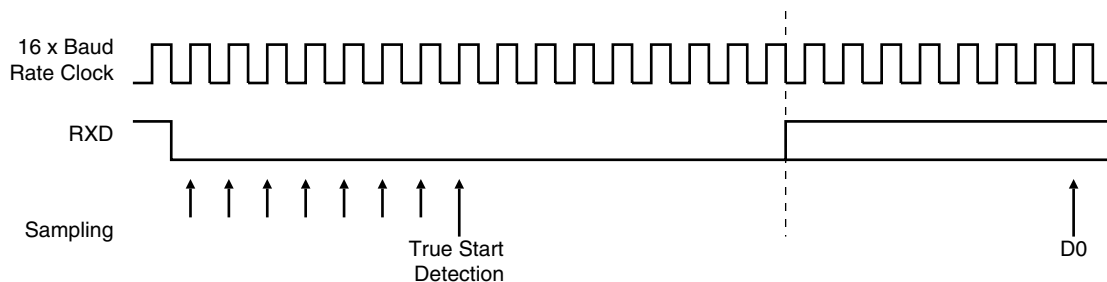 16 x Baud
Rate Clock
RXD
Sampling
True Start
Detection
D0